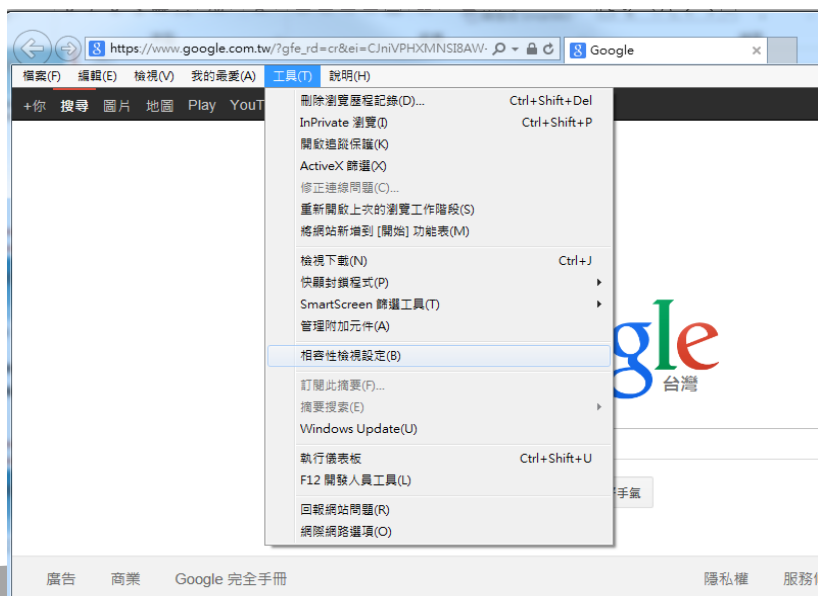 https://www.google.com.tw/?gfe_rd=cr&ei=CJniVPHXMNSI8AW-
Google
檔案(F) 編輯(E) 檢視(V) 我的最愛(A) 工具(T) 說明(H)
+你 搜尋 圖片 地圖 Play YouT
刪除瀏覽歷程記錄(D)... Ctrl+Shift+Del
InPrivate 瀏覽(I) Ctrl+Shift+P
開啟追蹤保護(K)
ActiveX 篩選(X)
修正連線問題(C)...
重新開啟上次的瀏覽工作階段(S)
將網站新增到 [開始] 功能表(M)
檢視下載(N) Ctrl+J
快顯封鎖程式(P)
SmartScreen 篩選工具(T)
管理附加元件(A)
相容性檢視設定(B)
訂閱此摘要(F)...
摘要搜索(E)
Windows Update(U)
執行儀表板 Ctrl+Shift+U
F12 開發人員工具(L)
回報網站問題(R)
網際網路選項(O)
gle
台灣
手氣
廣告 商業 Google 完全手冊 隱私權 服務